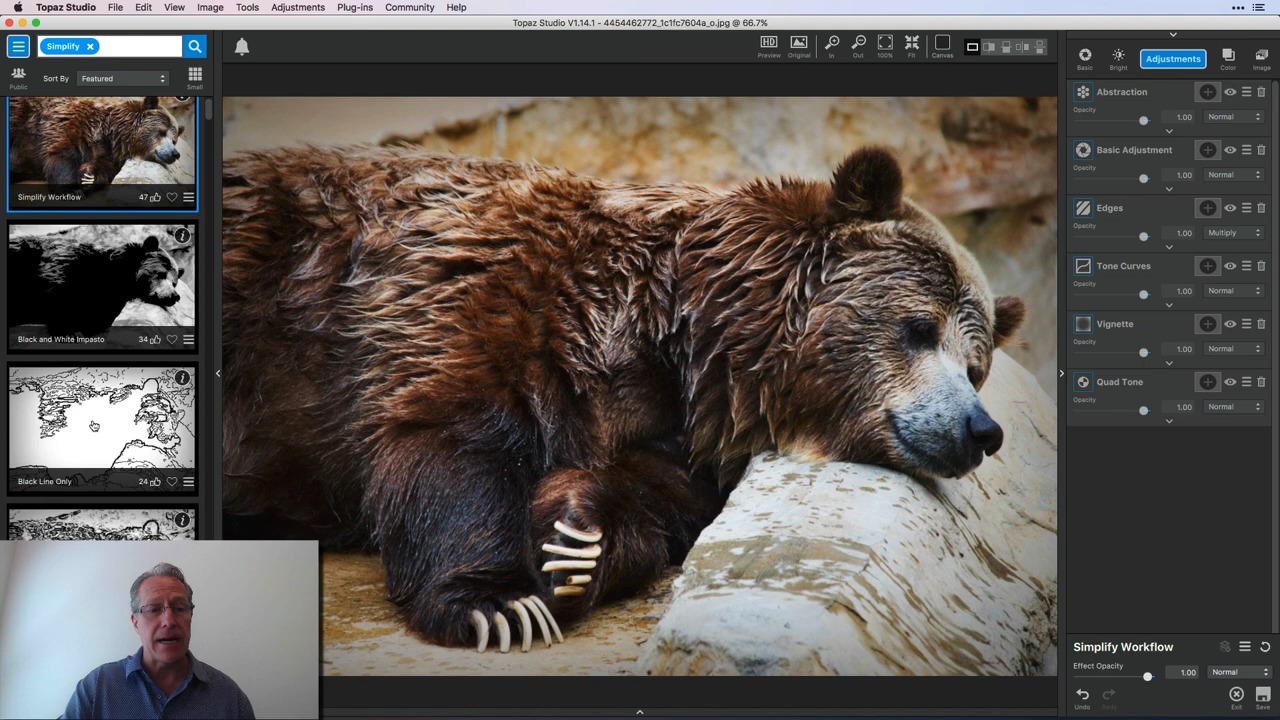 Topaz Studio File Edit View Image Tools Adjustments Plug-ins Community Help
Topaz Studio V1.14.1 - 4454462772_1c1fc7604a_o.jpg @ 66.7%
Simplify
Public Sort By Featured Small
Simplify Workflow 47
Black and White Impasto 34
Black Line Only 24
Preview Original In Out 100% Fit Canvas
Basic Bright Adjustments Color Image
Abstraction
Opacity 1.00 Normal
Basic Adjustment
Opacity 1.00 Normal
Edges
Opacity 1.00 Multiply
Tone Curves
Opacity 1.00 Normal
Vignette
Opacity 1.00 Normal
Quad Tone
Opacity 1.00 Normal
Simplify Workflow
Effect Opacity 1.00 Normal
Undo Redo Exit Save